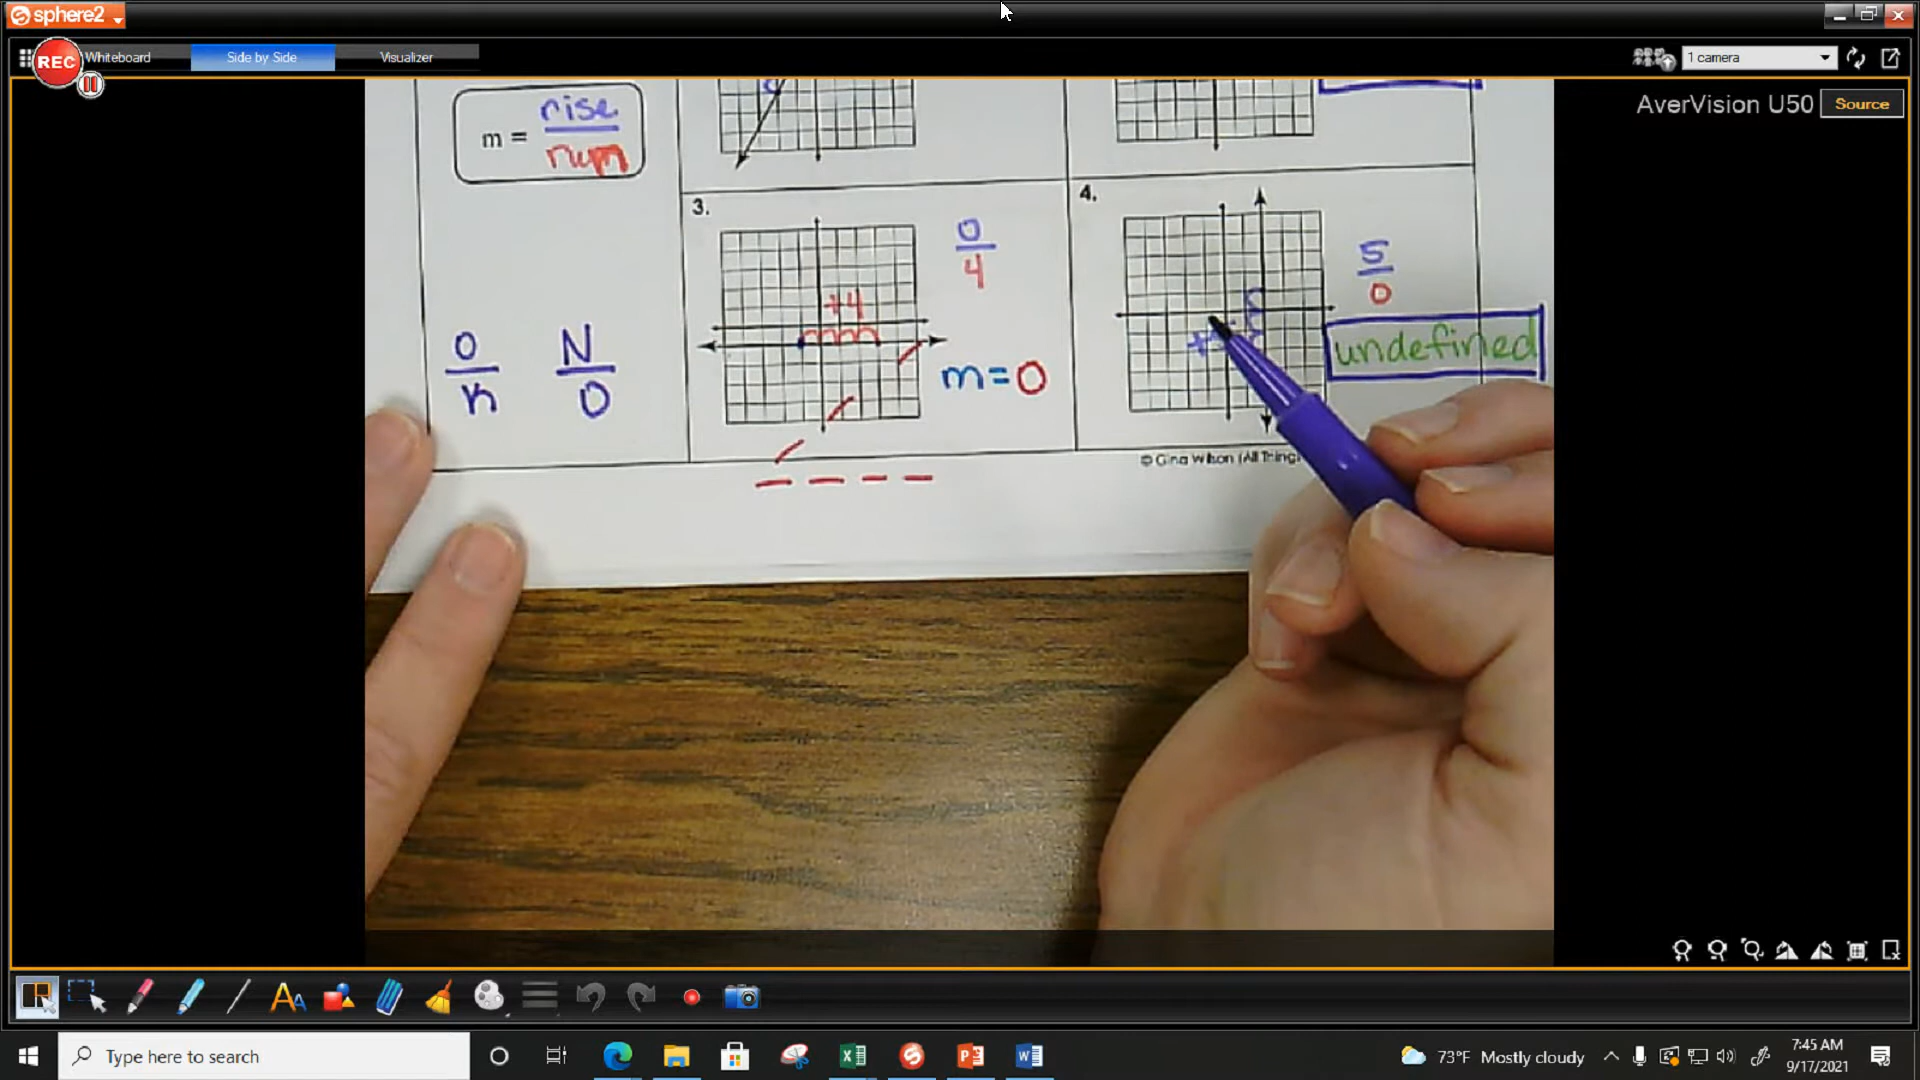 sphere2
REC
Whiteboard
Side by Side
Visualizer
1 camera
AverVision U50
Source
m = rise
run
3.
+4
0
4
m=0
4.
5
0
undefined
0
K
N
0
© Gina Wilson (All Things
Type here to search
73°F Mostly cloudy
7:45 AM
9/17/2021